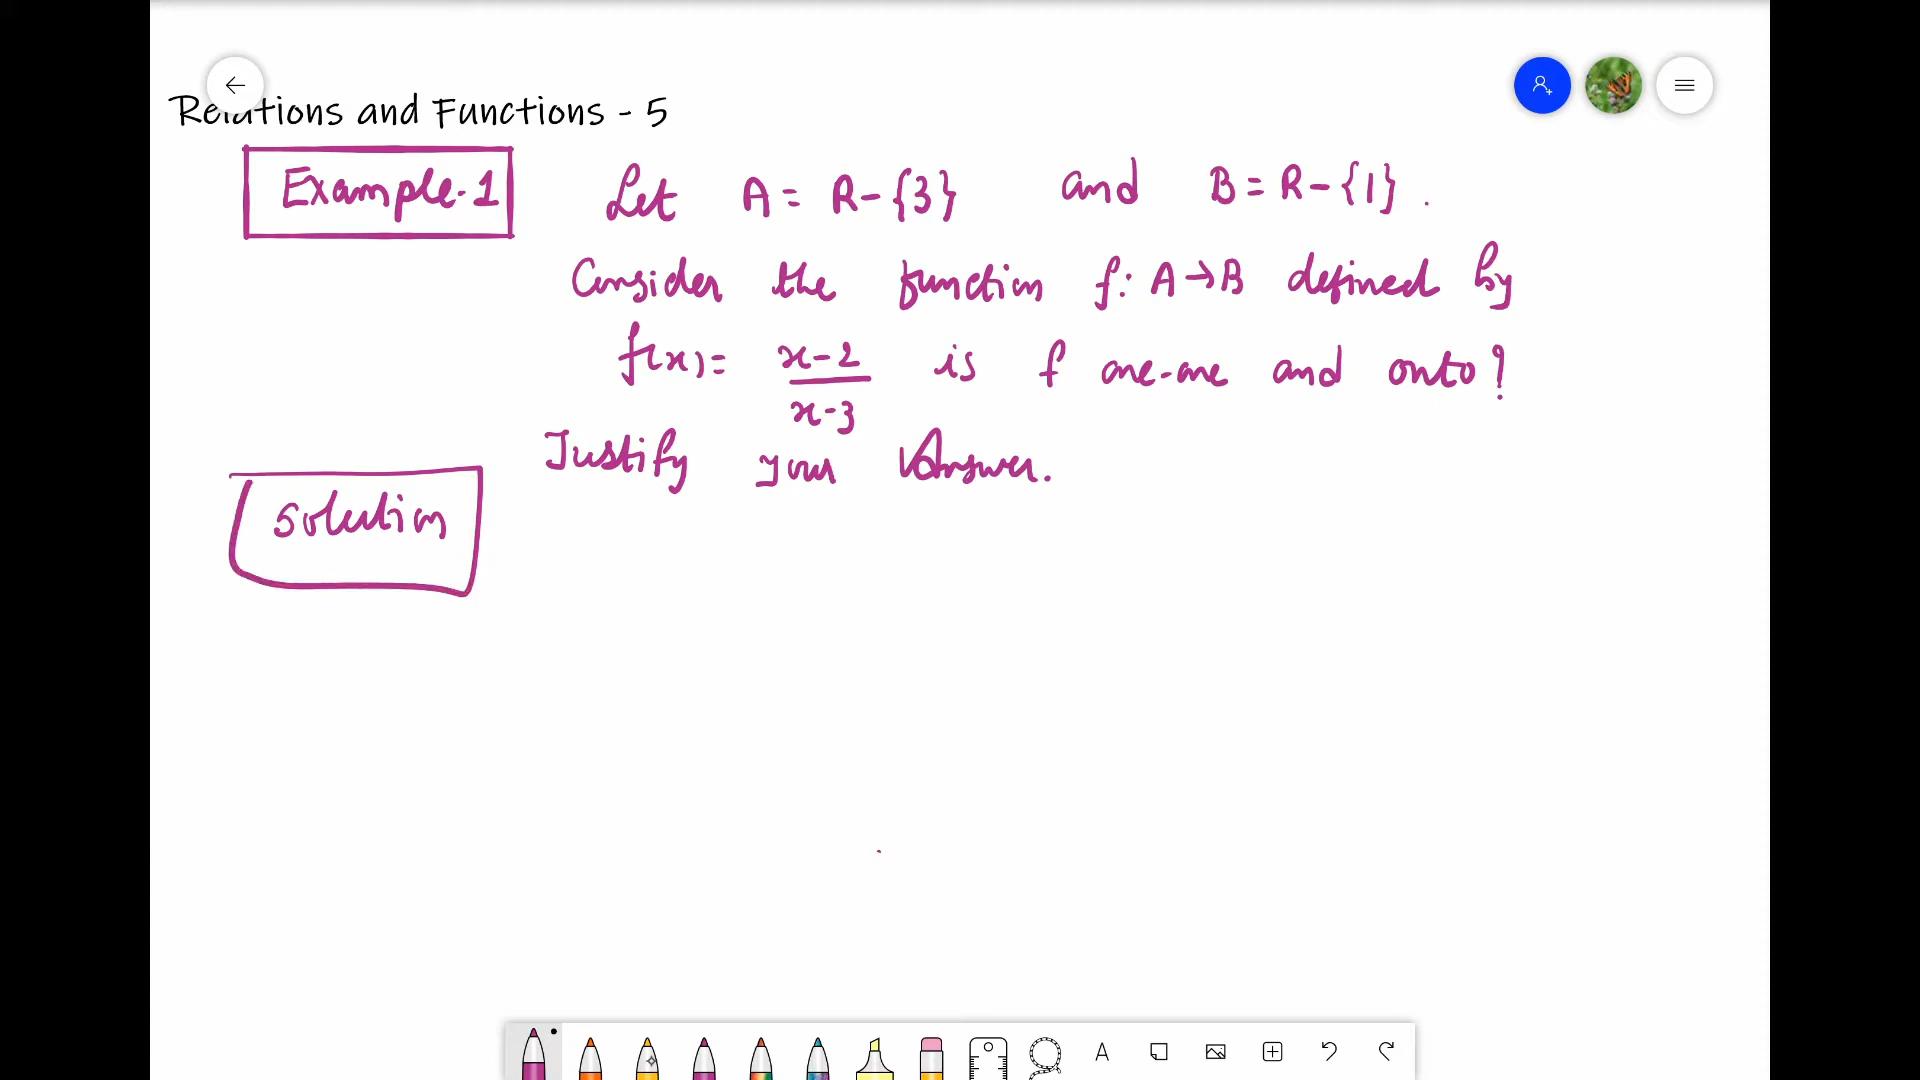 Relations and Functions - 5
Example-1
Let A = R-{3} and B = R-{1}.
Consider the function f: A→B defined by
f(x) = x-2 is f one-one and onto?
x-3
Justify your Answer.
Solution
A